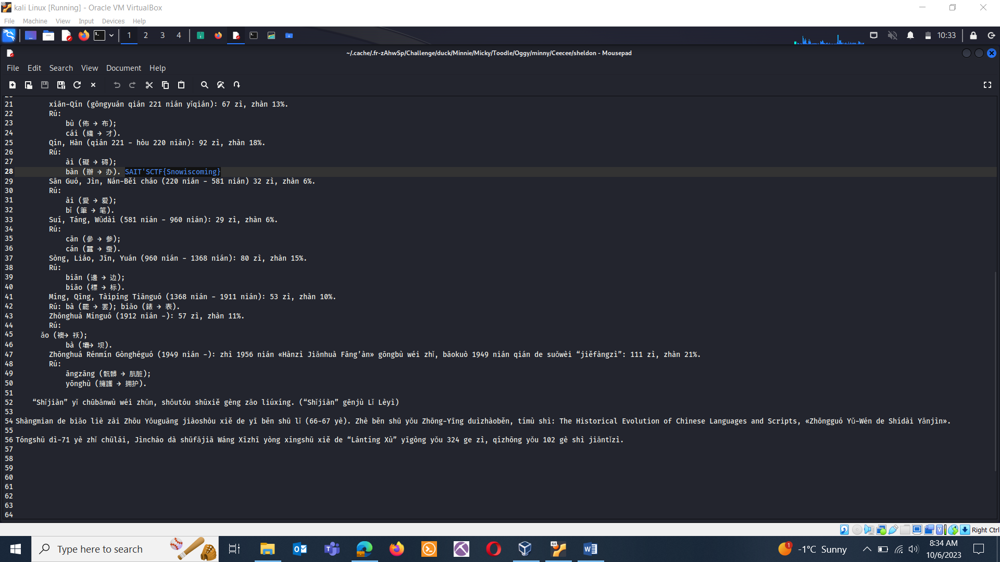 kali Linux [Running] - Oracle VM VirtualBox
File Machine View Input Devices Help
1 2 3 4 10:33
~/.cache/.fr-zAhwSp/Challenge/duck/Minnie/Micky/Toodle/Oggy/minny/Ceecee/sheldon - Mousepad
File Edit Search View Document Help
21 xiān-Qín (gōngyuán qián 221 nián yǐqián): 67 zì, zhàn 13%.
22 Rú:
23 bù (佈 → 布);
24 cái (纔 → 才).
25 Qín, Hàn (qián 221 - hòu 220 nián): 92 zì, zhàn 18%.
26 Rú:
27 ài (礙 → 碍);
28 bàn (辦 → 办). SAIT'SCTF{Snowiscoming}
29 Sān Guó, Jìn, Nán-Běi cháo (220 nián - 581 nián) 32 zì, zhàn 6%.
30 Rú:
31 ài (愛 → 爱);
32 bǐ (筆 → 笔).
33 Suí, Táng, Wǔdài (581 nián - 960 nián): 29 zì, zhàn 6%.
34 Rú:
35 cān (參 → 参);
36 cán (蠶 → 蚕).
37 Sòng, Liáo, Jīn, Yuán (960 nián - 1368 nián): 80 zì, zhàn 15%.
38 Rú:
39 biān (邊 → 边);
40 biāo (標 → 标).
41 Míng, Qīng, Tàipíng Tiānguó (1368 nián - 1911 nián): 53 zì, zhàn 10%.
42 Rú: bà (罷 → 罢); biǎo (錶 → 表).
43 Zhōnghuá Mínguó (1912 nián -): 57 zì, zhàn 11%.
44 Rú:
45 ǎo (襖→ 袄);
46 bà (壩→ 坝).
47 Zhōnghuá Rénmín Gònghéguó (1949 nián -): zhì 1956 nián «Hànzì Jiǎnhuà Fāng’àn» gōngbù wéi zhǐ, bāokuò 1949 nián qián de suǒwèi “jiěfàngzì”: 111 zì, zhàn 21%.
48 Rú:
49 āngzāng (骯髒 → 肮脏);
50 yōnghù (擁護 → 拥护).
51
52 “Shǐjiàn” yǐ chūbǎnwù wéi zhǔn, shǒutóu shūxiě gèng zǎo liúxíng. (“Shǐjiàn” gēnjù Lǐ Lèyì)
53
54 Shàngmian de biǎo liè zài Zhōu Yǒuguāng jiàoshòu xiě de yī běn shū lǐ (66-67 yè). Zhè běn shū yǒu Zhōng-Yīng duìzhàoběn, tímù shì: The Historical Evolution of Chinese Languages and Scripts, «Zhōngguó Yǔ-Wén de Shídài Yǎnjìn».
55
56 Tóngshū dì-71 yè zhǐ chūlái, Jìncháo dà shūfǎjiā Wáng Xīzhī yòng xíngshū xiě de “Lántíng Xù” yīgòng yǒu 324 ge zì, qízhōng yǒu 102 gè shì jiǎntǐzì.
57
58
59
60
61
62
63
64
Right Ctrl
Type here to search
-1°C Sunny
8:34 AM
10/6/2023